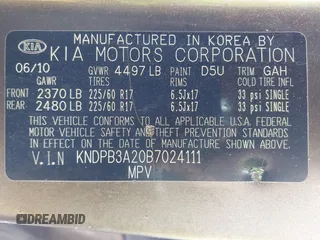 MANUFACTURED IN KOREA BY
KIA KIA MOTORS CORPORATION
06/10 GVWR 4497 LB PAINT D5U TRIM GAH
GAWR TIRES RIMS COLD TIRE INFL
FRONT 2370 LB 225/60 R17 6.5Jx17 33 psi SINGLE
REAR 2480 LB 225/60 R17 6.5Jx17 33 psi SINGLE
THIS VEHICLE CONFORMS TO ALL APPLICABLE U.S. FEDERAL
MOTOR VEHICLE SAFETY, BUMPER, AND THEFT PREVENTION
STANDARDS IN EFFECT ON THE DATE OF MANUFACTURE
SHOWN ABOVE.
V.I.N KNDPB3A20B7024111
MPV
AUTOBIDMASTER